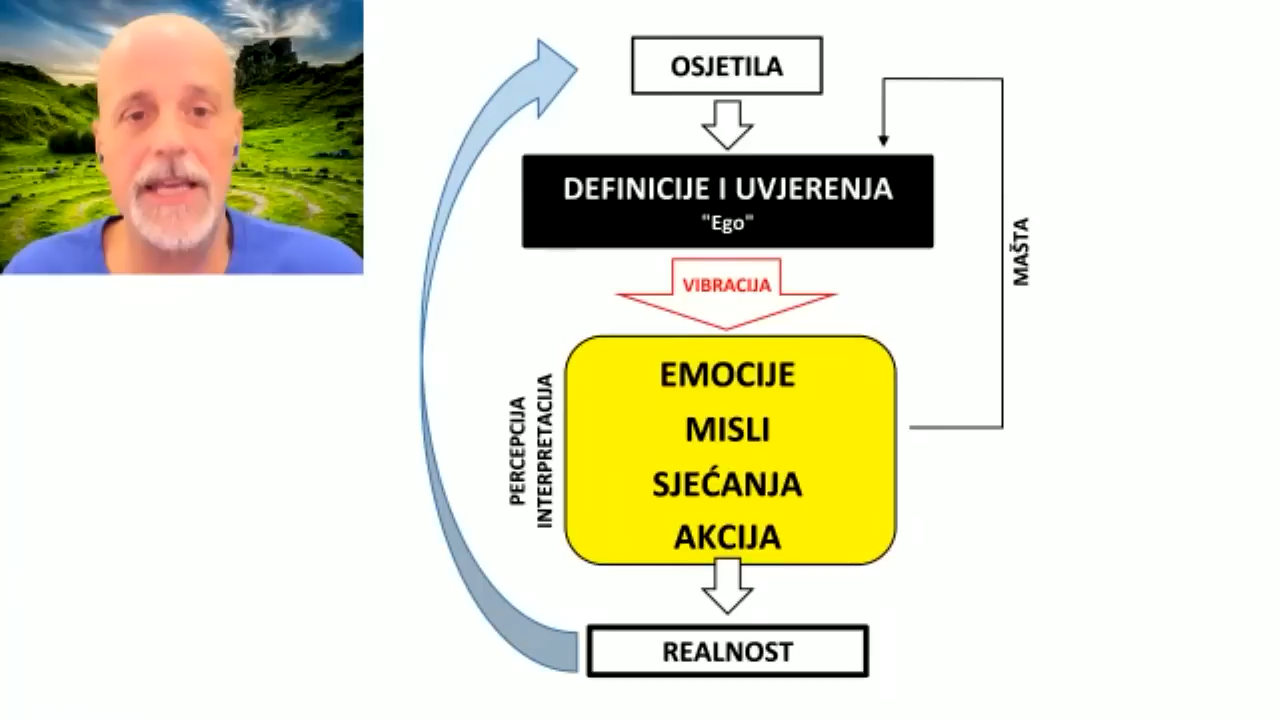 OSJETILA
DEFINICIJE I UVJERENJA
"Ego"
VIBRACIJA
MAŠTA
PERCEPCIJA
INTERPRETACIJA
EMOCIJE
MISLI
SJEĆANJA
AKCIJA
REALNOST